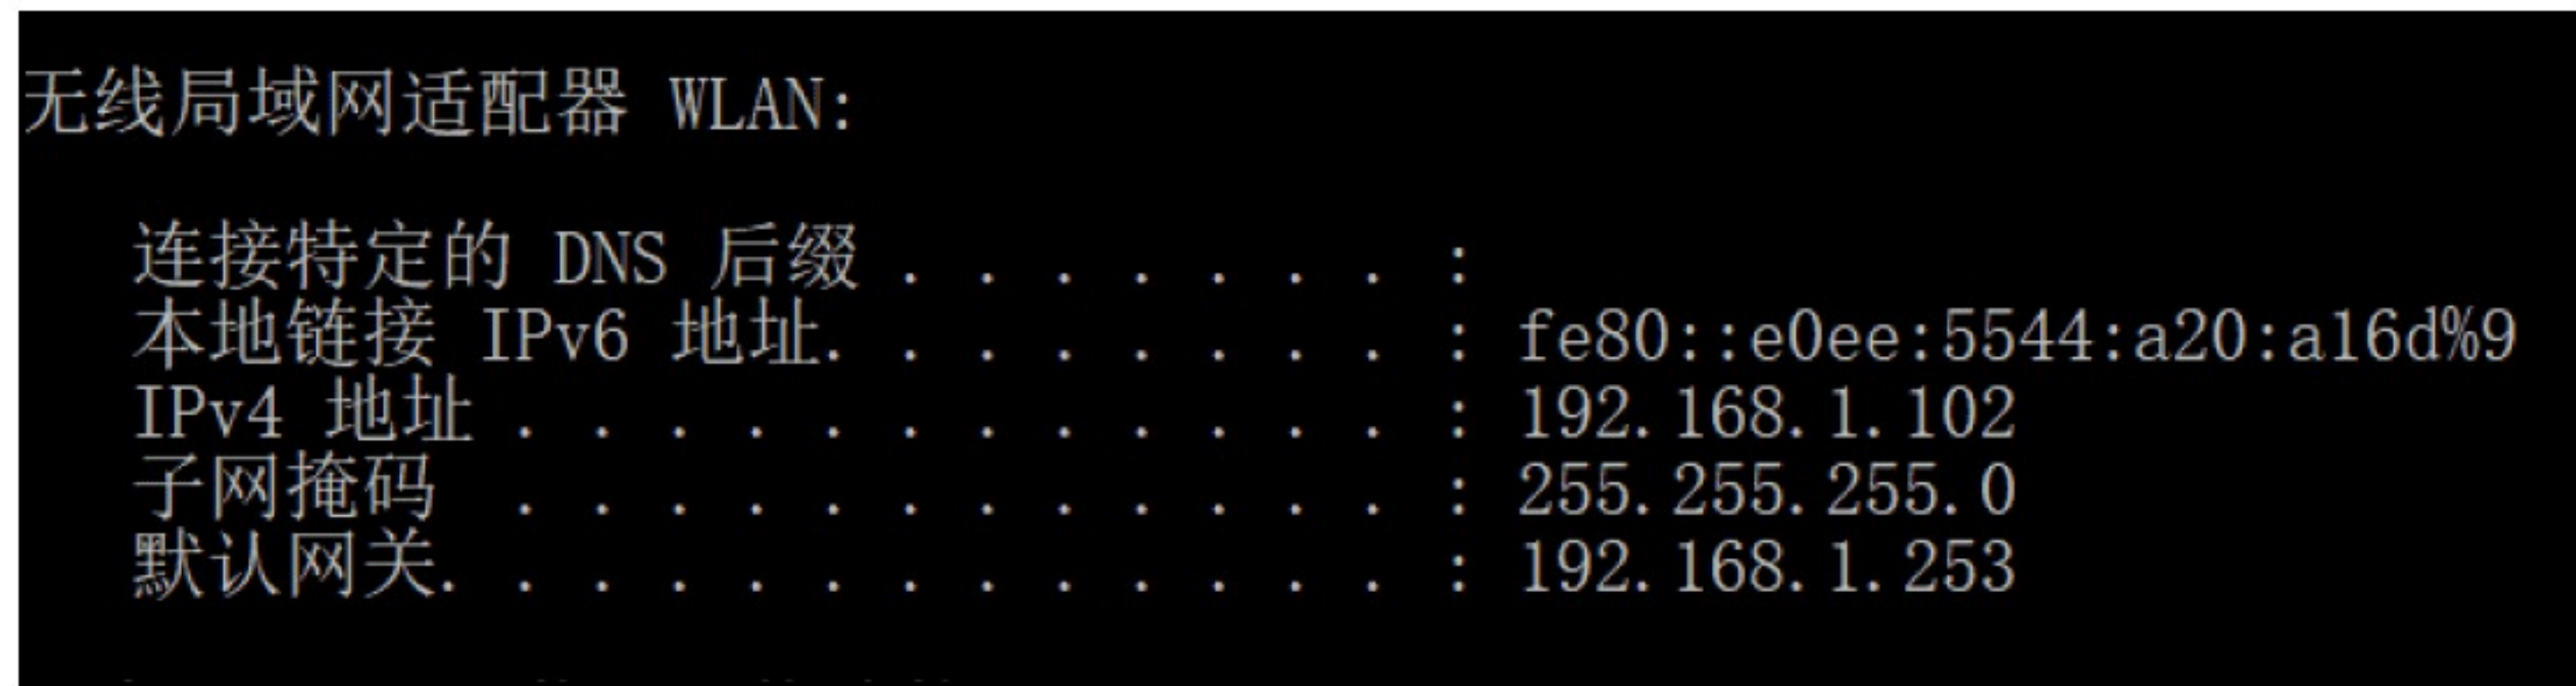 无线局域网适配器 WLAN:
连接特定的 DNS 后缀 . . . . . . . :
本地链接 IPv6 地址. . . . . . . . : fe80::e0ee:5544:a20:a16d%9
IPv4 地址 . . . . . . . . . . . . : 192.168.1.102
子网掩码  . . . . . . . . . . . . : 255.255.255.0
默认网关. . . . . . . . . . . . . : 192.168.1.253